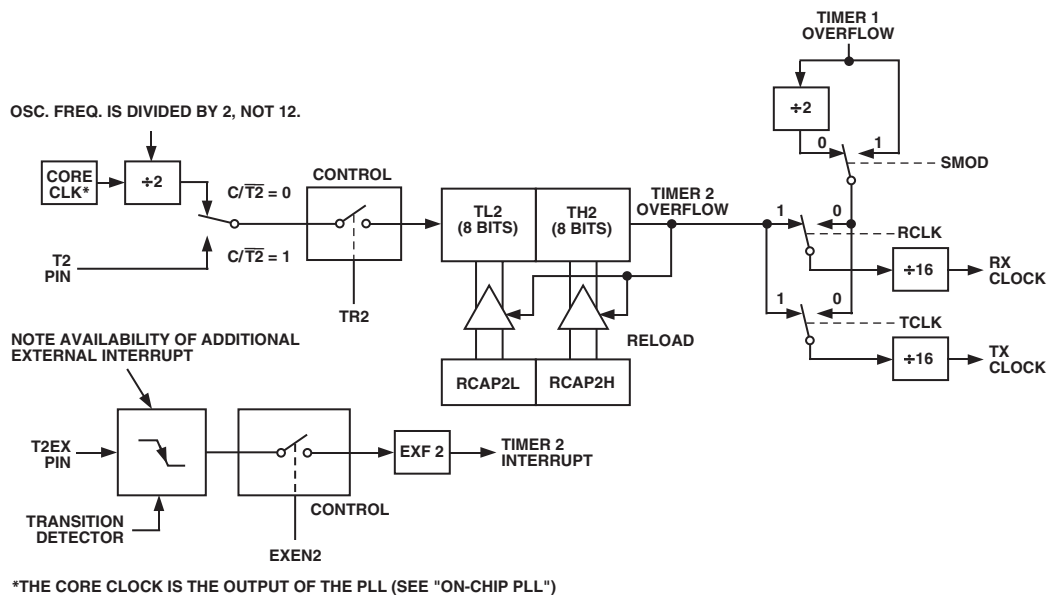 TIMER 1
OVERFLOW
OSC. FREQ. IS DIVIDED BY 2, NOT 12.
÷2
0
1
SMOD
CORE
CLK*
÷2
C/T̅2̅ = 0
CONTROL
TL2
(8 BITS)
TH2
(8 BITS)
TIMER 2
OVERFLOW
1
0
RCLK
C/T̅2̅ = 1
T2
PIN
÷16
RX
CLOCK
TR2
1
0
TCLK
RELOAD
NOTE AVAILABILITY OF ADDITIONAL
EXTERNAL INTERRUPT
÷16
TX
CLOCK
RCAP2L
RCAP2H
T2EX
PIN
EXF 2
TIMER 2
INTERRUPT
CONTROL
TRANSITION
DETECTOR
EXEN2
*THE CORE CLOCK IS THE OUTPUT OF THE PLL (SEE "ON-CHIP PLL")